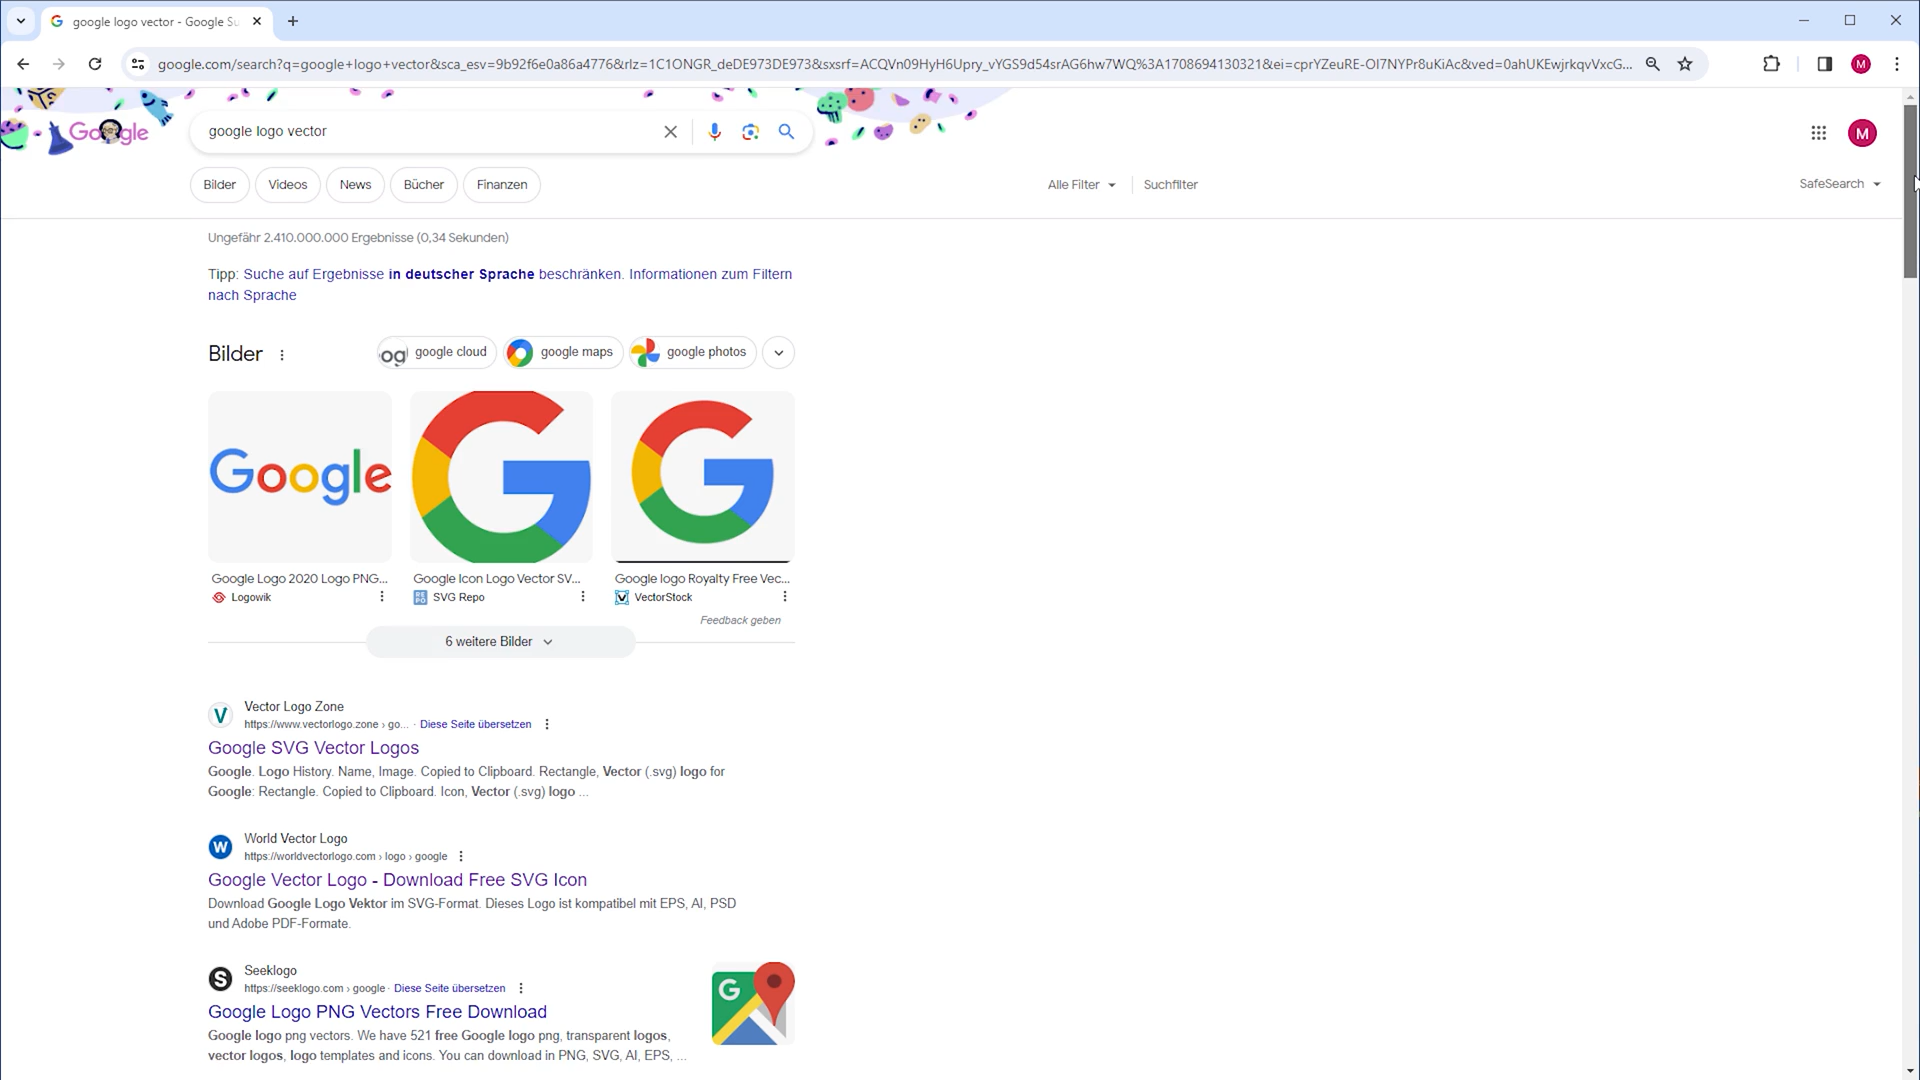 google logo vector - Google Su
google.com/search?q=google+logo+vector&sca_esv=9b92f6e0a86a4776&rlz=1C1ONGR_deDE973DE973&sxsrf=ACQVn09HyH6Upry_vYGS9d54srAG6hw7WQ%3A1708694130321&ei=cprYZeuRE-OI7NYPr8uKiAc&ved=0ahUKEwjrkqvVxcG...
M
Google
google logo vector
M
Bilder
Videos
News
Bücher
Finanzen
Alle Filter
Suchfilter
SafeSearch
Ungefähr 2.410.000.000 Ergebnisse (0,34 Sekunden)
Tipp: Suche auf Ergebnisse in deutscher Sprache beschränken. Informationen zum Filtern
nach Sprache
Bilder
og
google cloud
google maps
google photos
Google
G
G
Google Logo 2020 Logo PNG...
Logowik
Google Icon Logo Vector SV...
SVG Repo
Google logo Royalty Free Vec...
VectorStock
Feedback geben
6 weitere Bilder
V
Vector Logo Zone
https://www.vectorlogo.zone › go... · Diese Seite übersetzen
Google SVG Vector Logos
Google. Logo History. Name, Image. Copied to Clipboard. Rectangle, Vector (.svg) logo for
Google: Rectangle. Copied to Clipboard. Icon, Vector (.svg) logo ...
W
World Vector Logo
https://worldvectorlogo.com › logo › google
Google Vector Logo - Download Free SVG Icon
Download Google Logo Vektor im SVG-Format. Dieses Logo ist kompatibel mit EPS, AI, PSD
und Adobe PDF-Formate.
S
Seeklogo
https://seeklogo.com › google · Diese Seite übersetzen
Google Logo PNG Vectors Free Download
Google logo png vectors. We have 521 free Google logo png, transparent logos,
vector logos, logo templates and icons. You can download in PNG, SVG, AI, EPS, ...
G